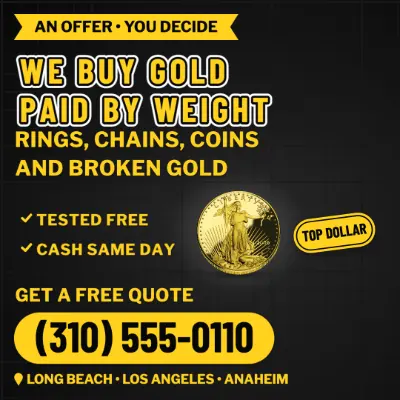 AN OFFER • YOU DECIDE
WE BUY GOLD
PAID BY WEIGHT
RINGS, CHAINS, COINS
AND BROKEN GOLD
✓ TESTED FREE
✓ CASH SAME DAY
TOP DOLLAR
GET A FREE QUOTE
(310) 555-0110
LONG BEACH • LOS ANGELES • ANAHEIM